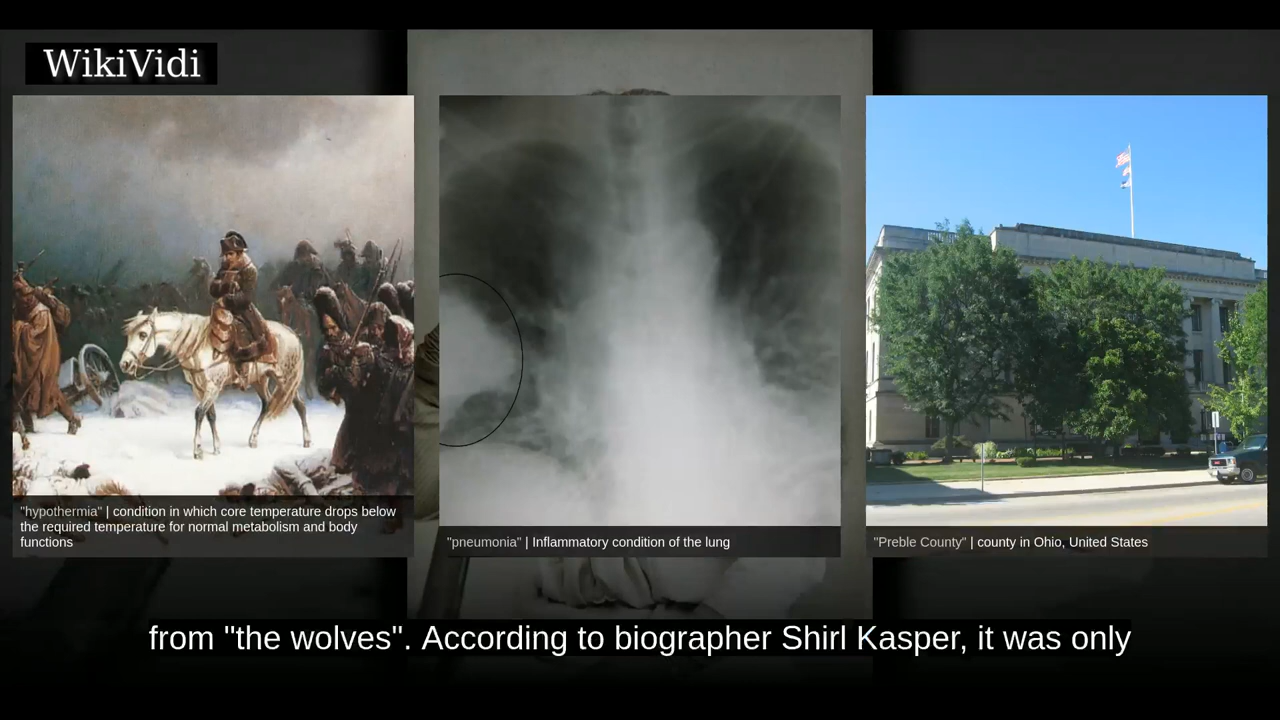 WikiVidi
"hypothermia" | condition in which core temperature drops below
the required temperature for normal metabolism and body
functions
"pneumonia" | Inflammatory condition of the lung
"Preble County" | county in Ohio, United States
from "the wolves". According to biographer Shirl Kasper, it was only